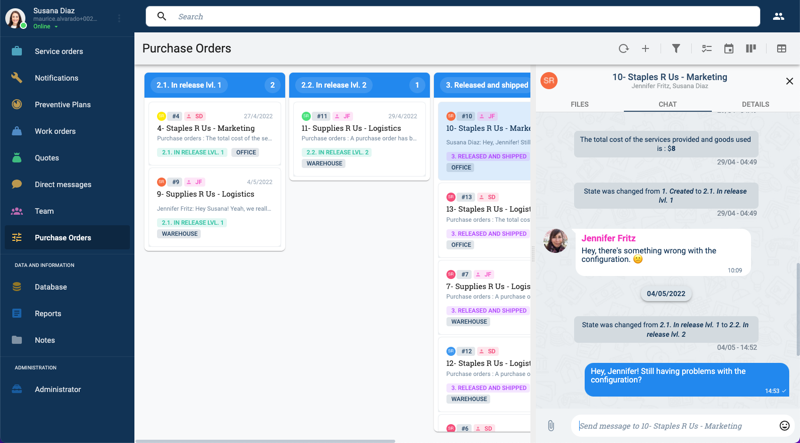 Susana Diaz
maurice.alvarado+002...
Online
Service orders
Notifications
Preventive Plans
Work orders
Quotes
Direct messages
Team
Purchase Orders
DATA AND INFORMATION
Database
Reports
Notes
ADMINISTRATION
Administrator
Search
Purchase Orders
2.1. In release lvl. 1
2
#4
SD
27/4/2022
4- Staples R Us - Marketing
Purchase orders : The total cost of the se...
2.1. IN RELEASE LVL. 1
OFFICE
SR
#9
JF
4/5/2022
9- Supplies R Us - Logistics
Jennifer Fritz: Hey Susana! Yeah, we reall...
2.1. IN RELEASE LVL. 1
WAREHOUSE
2.2. In release lvl. 2
1
#11
JF
29/4/2022
11- Supplies R Us - Logistics
Purchase orders : A purchase order has b...
2.2. IN RELEASE LVL. 2
WAREHOUSE
3. Released and shipped
SR
#10
JF
10- Staples R Us - Marke
Susana Diaz: Hey, Jennifer! Still
3. RELEASED AND SHIPPED
OFFICE
SR
#13
SD
13- Staples R Us - Logist
Purchase orders : The total cost
3. RELEASED AND SHIPPED
OFFICE
#7
JF
7- Supplies R Us - Logis
Purchase orders : A purchase o
3. RELEASED AND SHIPPED
WAREHOUSE
SR
#12
SD
12- Staples R Us - Logist
Purchase orders : A purchase o
3. RELEASED AND SHIPPED
WAREHOUSE
#6
SD
SR
10- Staples R Us - Marketing
Jennifer Fritz, Susana Diaz
FILES
CHAT
DETAILS
The total cost of the services provided and goods used
is : $8
29/04 - 04:49
State was changed from 1. Created to 2.1. In release
lvl. 1
29/04 - 04:49
Jennifer Fritz
Hey, there's something wrong with the
configuration.
10:09
04/05/2022
State was changed from 2.1. In release lvl. 1 to 2.2. In
release lvl. 2
04/05 - 14:52
Hey, Jennifer! Still having problems with the
configuration?
14:53
Send message to 10- Staples R Us - Marketing